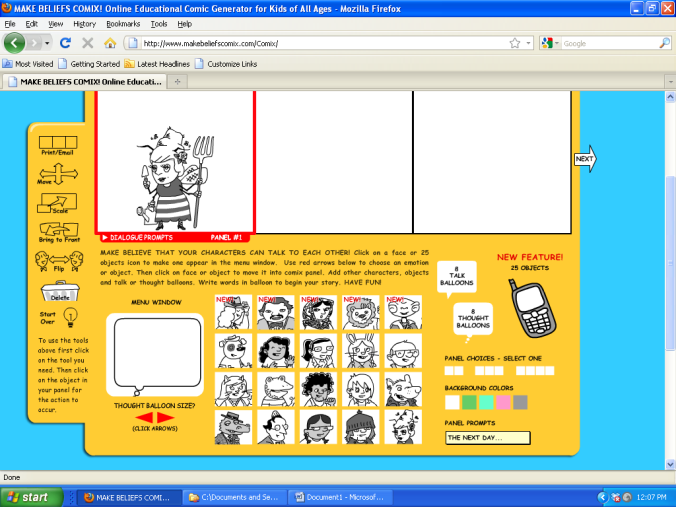 MAKE BELIEFS COMIX! Online Educational Comic Generator for Kids of All Ages - Mozilla Firefox
File Edit View History Bookmarks Tools Help
http://www.makebeliefscomix.com/Comix/
Google
Most Visited Getting Started Latest Headlines Customize Links
MAKE BELIEFS COMIX! Online Educati...
Print/Email
Move
Scale
Bring to Front
Flip
Delete
Start
Over
To use the tools
above first click
on the tool you
need. Then click
on the object in
your panel for
the action to
occur.
NEXT
DIALOGUE PROMPTS PANEL #1
MAKE BELIEVE THAT YOUR CHARACTERS CAN TALK TO EACH OTHER! Click on a face or 25
objects icon to make one appear in the menu window. Use red arrows below to choose an emotion
or object. Then click on face or object to move it into comix panel. Add other characters, objects
and talk or thought balloons. Write words in balloon to begin your story. HAVE FUN!
MENU WINDOW
THOUGHT BALLOON SIZE?
(CLICK ARROWS)
NEW! NEW! NEW! NEW! NEW!
8
TALK
BALLOONS
8
THOUGHT
BALLOONS
NEW FEATURE!
25 OBJECTS
PANEL CHOICES - SELECT ONE
BACKGROUND COLORS
PANEL PROMPTS
THE NEXT DAY...
Done
start
MAKE BELIEFS COMI...
C:\Documents and Se...
Document1 - Microsof...
12:07 PM